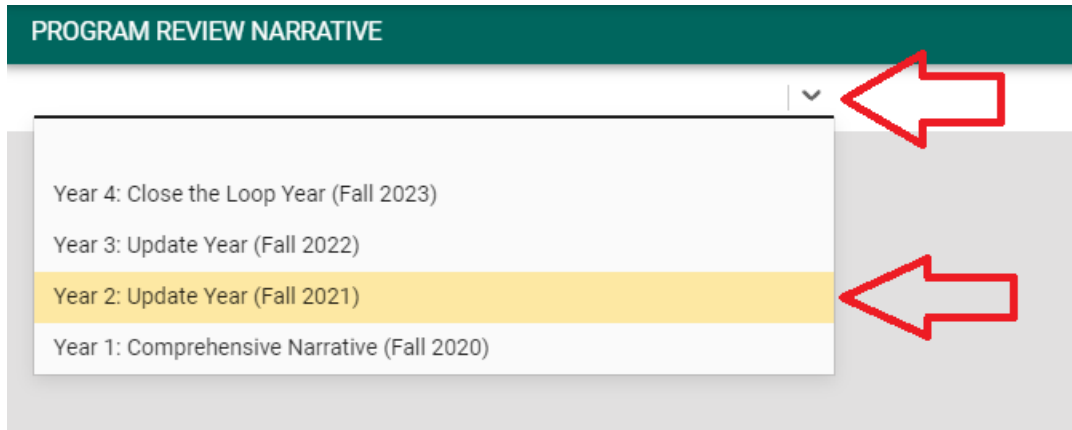 PROGRAM REVIEW NARRATIVE
Year 4: Close the Loop Year (Fall 2023)
Year 3: Update Year (Fall 2022)
Year 2: Update Year (Fall 2021)
Year 1: Comprehensive Narrative (Fall 2020)